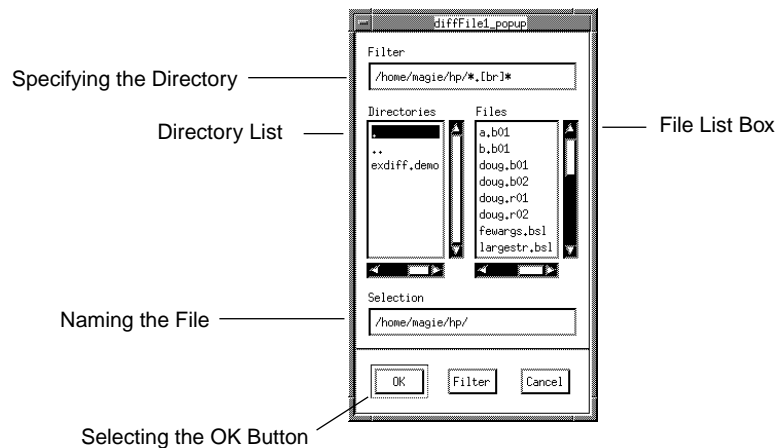 diffFile1_popup
Filter
Specifying the Directory
/home/magie/hp/*.[br]*
Directories
Files
Directory List
File List Box
.
..
exdiff.demo
a.b01
b.b01
doug.b01
doug.b02
doug.r01
doug.r02
fewargs.bsl
largestr.bsl
Selection
Naming the File
/home/magie/hp/
OK
Filter
Cancel
Selecting the OK Button